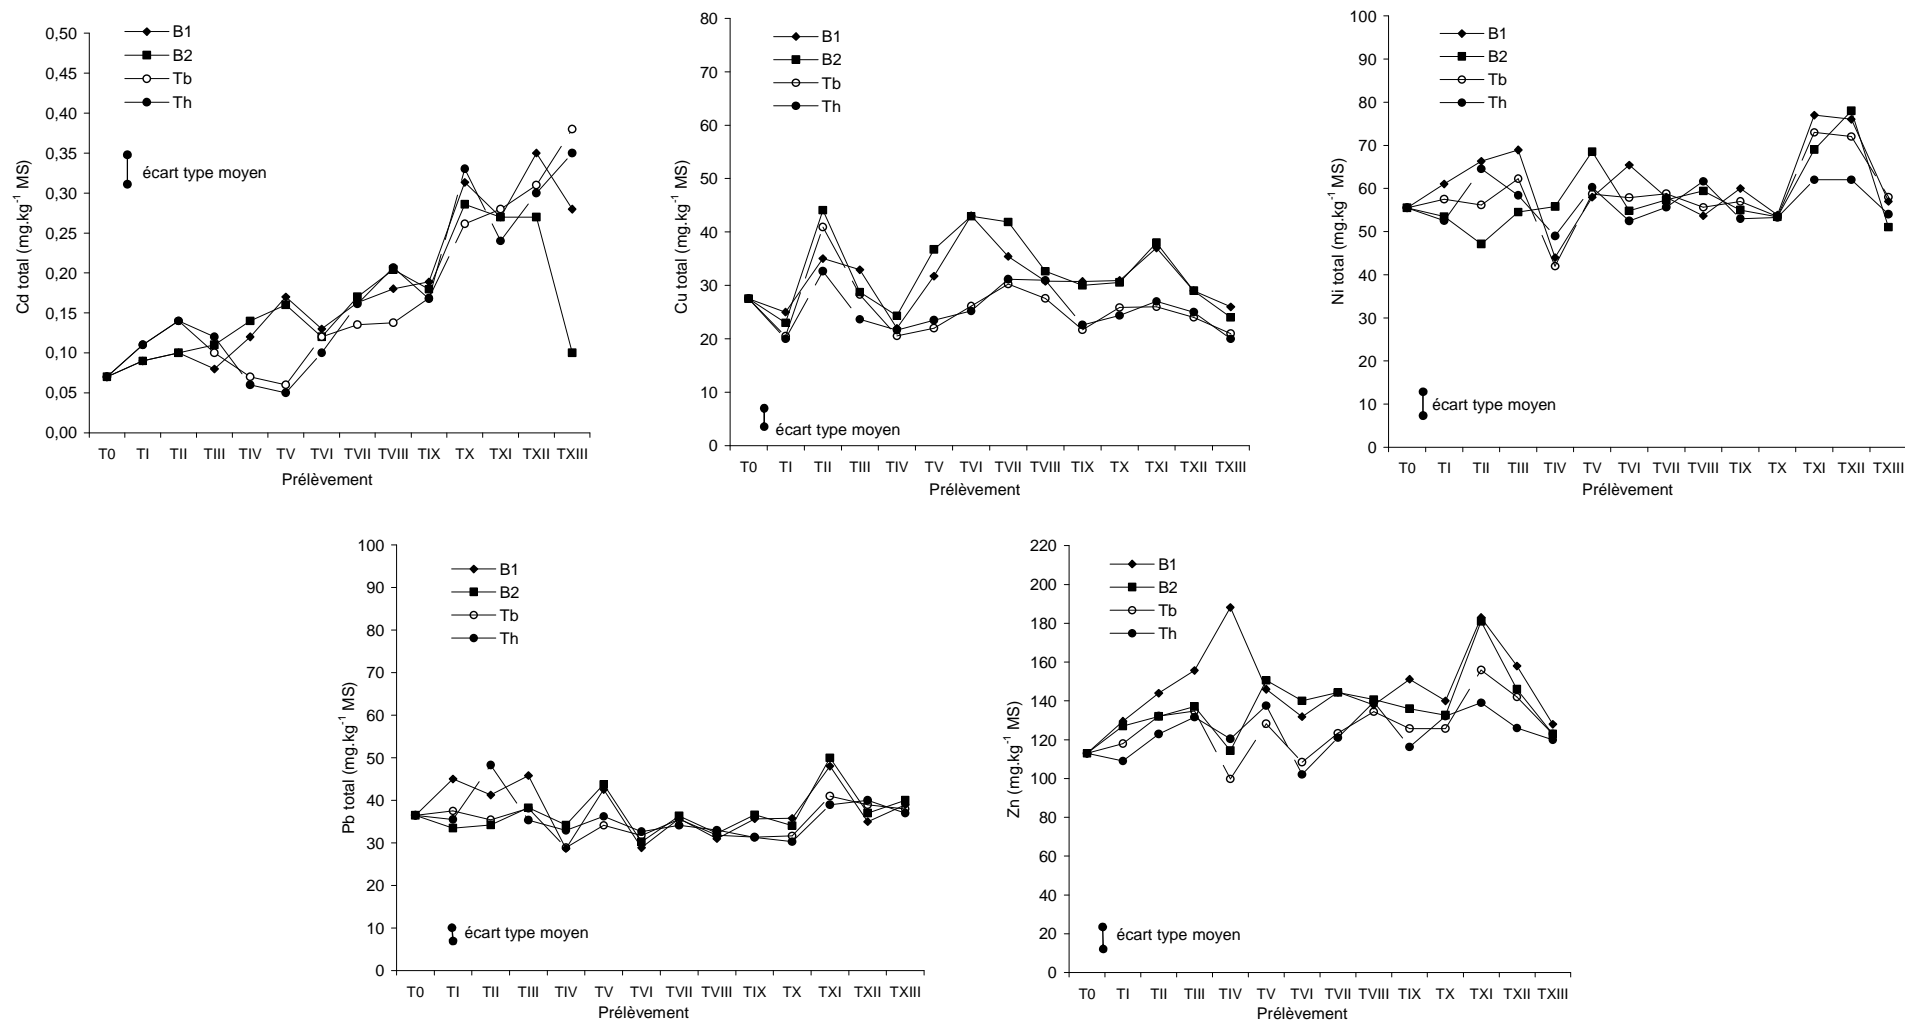 Cd total (mg.kg-1 MS)
0,50
0,45
0,40
0,35
0,30
0,25
0,20
0,15
0,10
0,05
0,00
B1
B2
Tb
Th
écart type moyen
T0 TI TII TIII TIV TV TVI TVII TVIII TIX TX TXI TXII TXIII
Prélèvement
Cu total (mg.kg-1 MS)
80
70
60
50
40
30
20
10
0
B1
B2
Tb
Th
écart type moyen
T0 TI TII TIII TIV TV TVI TVII TVIII TIX TX TXI TXII TXIII
Prélèvement
Ni total (mg.kg-1 MS)
100
90
80
70
60
50
40
30
20
10
0
B1
B2
Tb
Th
écart type moyen
T0 TI TII TIII TIV TV TVI TVII TVIII TIX TX TXI TXII TXIII
Prélèvement
Pb total (mg.kg-1 MS)
100
90
80
70
60
50
40
30
20
10
0
B1
B2
Tb
Th
écart type moyen
T0 TI TII TIII TIV TV TVI TVII TVIII TIX TX TXI TXII TXIII
Prélèvement
Zn (mg.kg-1 MS)
220
200
180
160
140
120
100
80
60
40
20
0
B1
B2
Tb
Th
écart type moyen
T0 TI TII TIII TIV TV TVI TVII TVIII TIX TX TXI TXII TXIII
Prélèvement